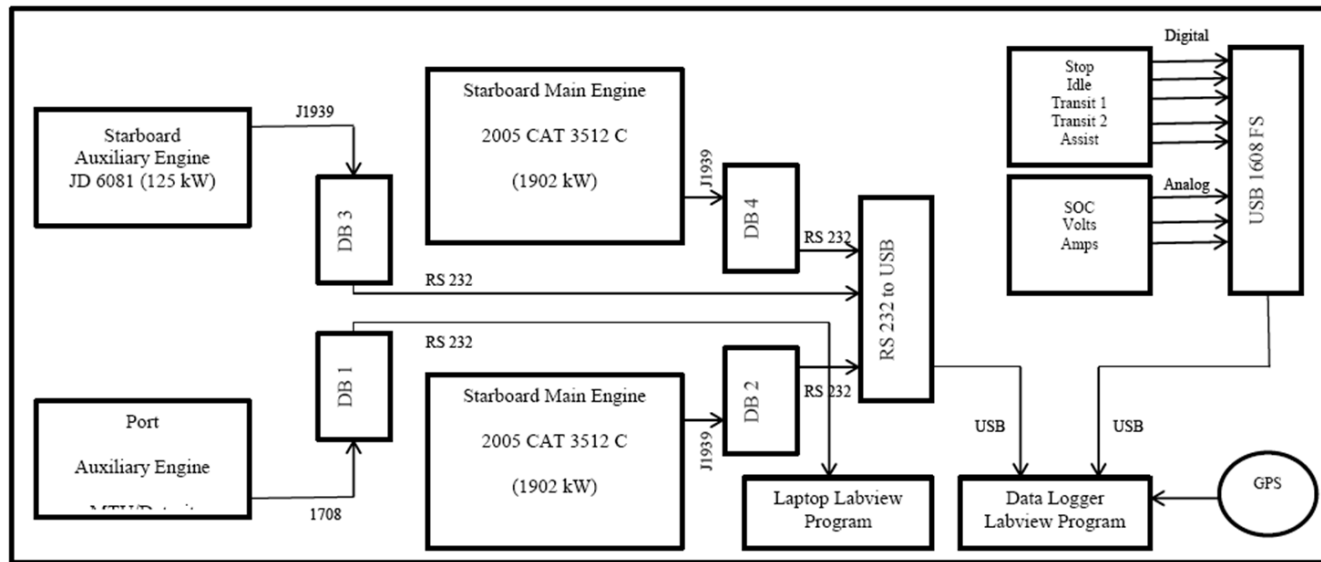 Starboard
Auxiliary Engine
JD 6081 (125 kW)
J1939
DB 3
RS 232
Starboard Main Engine
2005 CAT 3512 C
(1902 kW)
J1939
DB 4
RS 232
RS 232 to USB
Stop
Idle
Transit 1
Transit 2
Assist
Digital
SOC
Volts
Amps
Analog
USB 1608 FS
Port
Auxiliary Engine
1708
DB 1
RS 232
Starboard Main Engine
2005 CAT 3512 C
(1902 kW)
J1939
DB 2
RS 232
USB
USB
Laptop Labview
Program
Data Logger
Labview Program
GPS